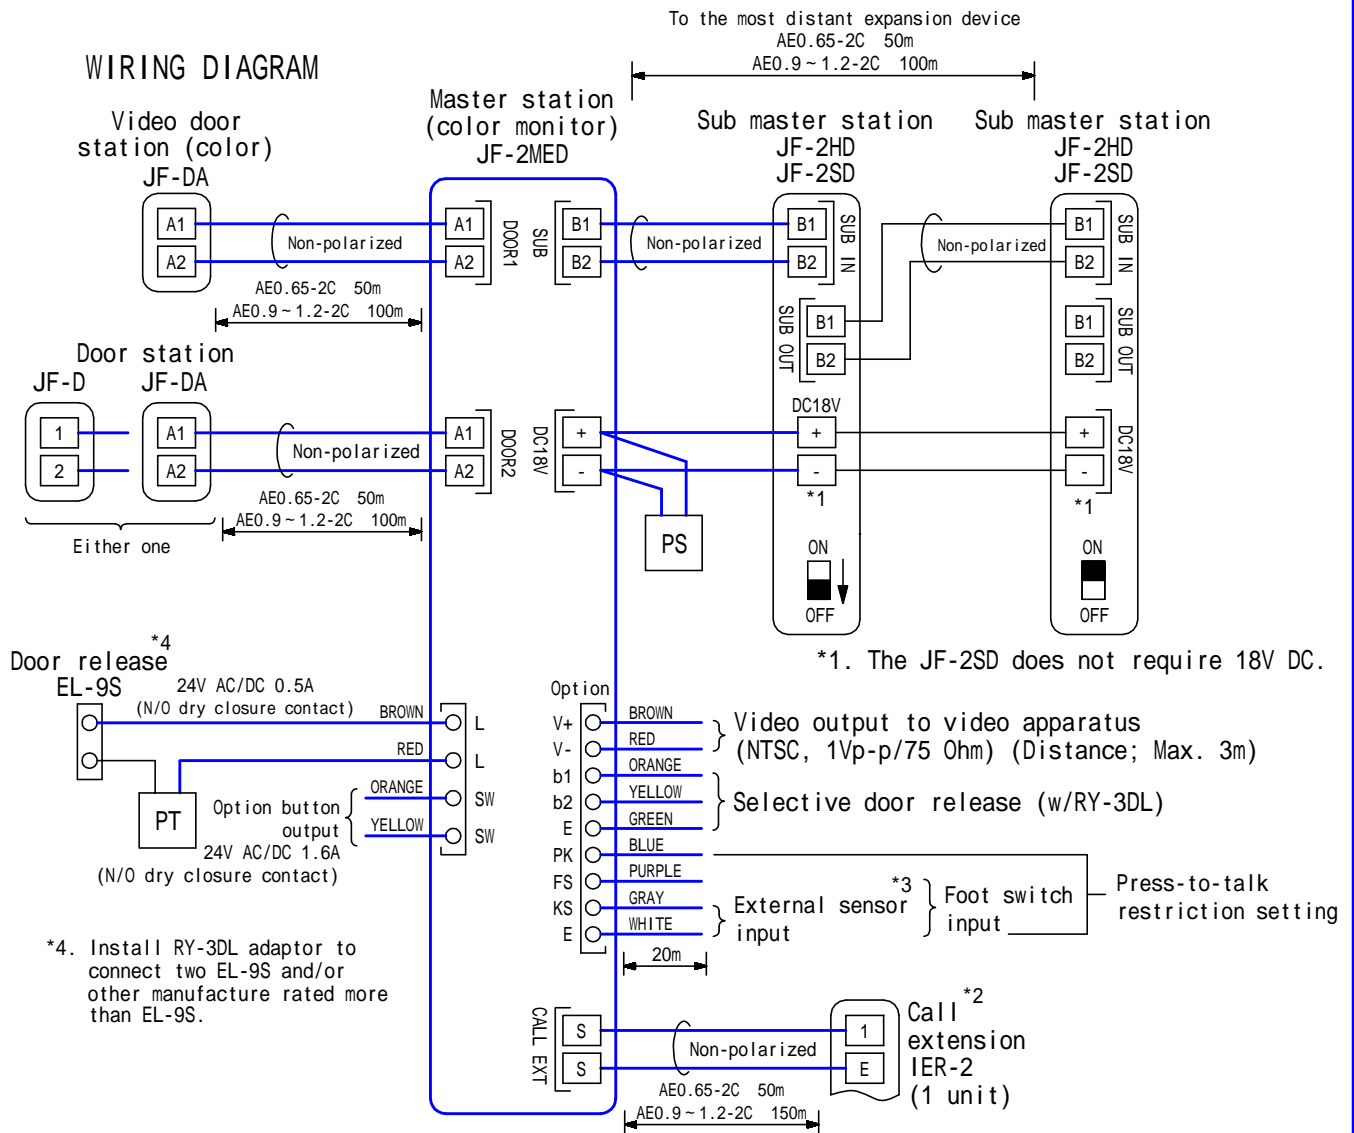 To the most distant expansion device
AE0.65-2C 50m
AE0.9~1.2-2C 100m
WIRING DIAGRAM
Video door
station (color)
JF-DA
Master station
(color monitor)
JF-2MED
Sub master station
JF-2HD
JF-2SD
Sub master station
JF-2HD
JF-2SD
A1
A2
Non-polarized
AE0.65-2C 50m
AE0.9~1.2-2C 100m
A1
A2
DOOR1
SUB
B1
B2
Non-polarized
B1
B2
SUB IN
SUB OUT
B1
B2
Non-polarized
B1
B2
SUB IN
B1
B2
SUB OUT
Door station
JF-D
JF-DA
1
2
A1
A2
Non-polarized
AE0.65-2C 50m
AE0.9~1.2-2C 100m
Either one
A1
A2
DOOR2
DC18V
+
-
PS
DC18V
+
-
*1
ON
OFF
+
-
DC18V
*1
ON
OFF
*1. The JF-2SD does not require 18V DC.
Door release *4
EL-9S
24V AC/DC 0.5A
(N/O dry closure contact)
BROWN
L
RED
L
PT
Option button
output
24V AC/DC 1.6A
(N/O dry closure contact)
ORANGE
SW
YELLOW
SW
*4. Install RY-3DL adaptor to
connect two EL-9S and/or
other manufacture rated more
than EL-9S.
Option
V+ BROWN
V- RED
b1 ORANGE
b2 YELLOW
E GREEN
PK BLUE
FS PURPLE
KS GRAY
E WHITE
20m
Video output to video apparatus
(NTSC, 1Vp-p/75 Ohm) (Distance; Max. 3m)
Selective door release (w/RY-3DL)
External sensor *3
input
Foot switch
input
Press-to-talk
restriction setting
CALL EXT
S
S
Non-polarized
AE0.65-2C 50m
AE0.9~1.2-2C 150m
1
E
Call *2
extension
IER-2
(1 unit)